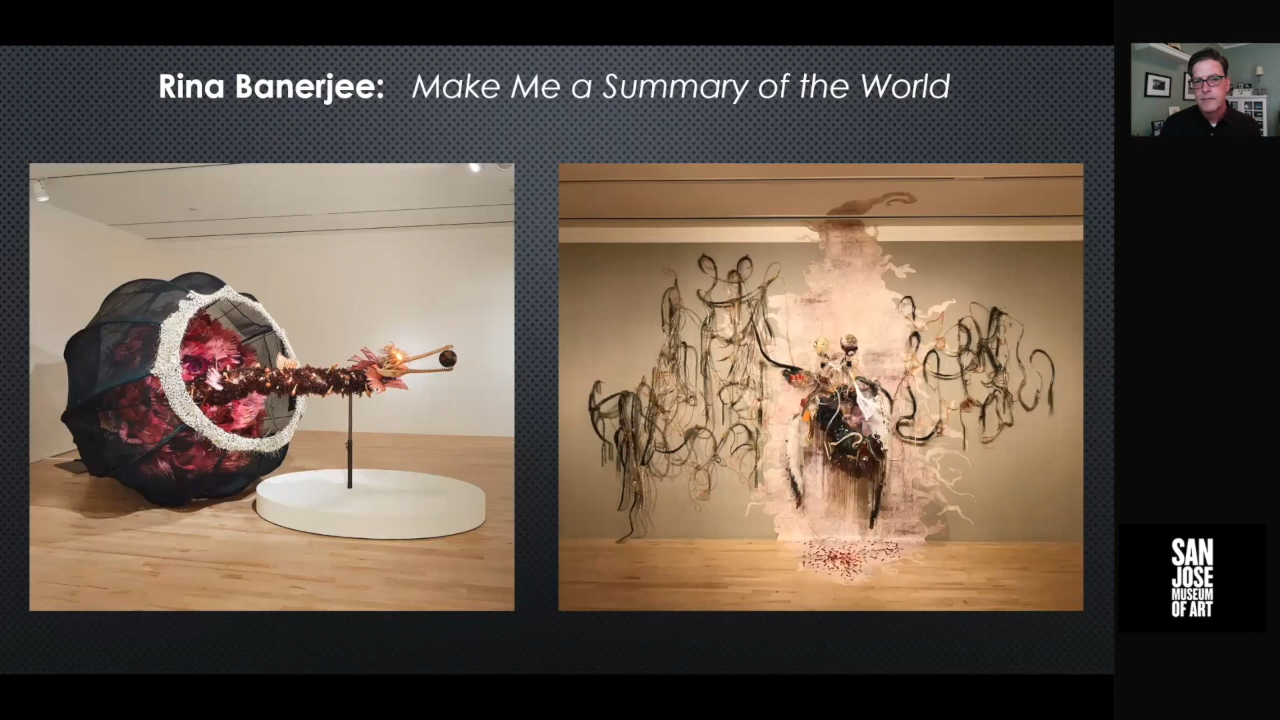 Rina Banerjee: Make Me a Summary of the World
SAN
JOSE
MUSEUM
OF ART